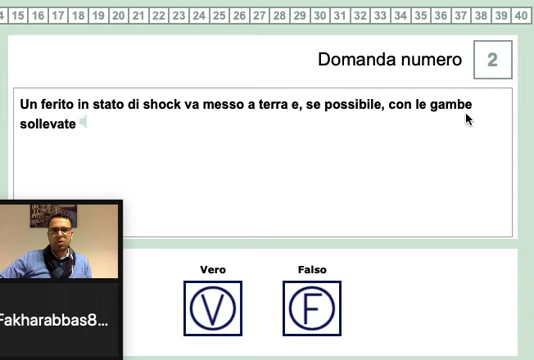 15 16 17 18 19 20 21 22 23 24 25 26 27 28 29 30 31 32 33 34 35 36 37 38 39 40
Domanda numero 2
Un ferito in stato di shock va messo a terra e, se possibile, con le gambe
sollevate
Vero Falso
V F
Fakharabbas8...